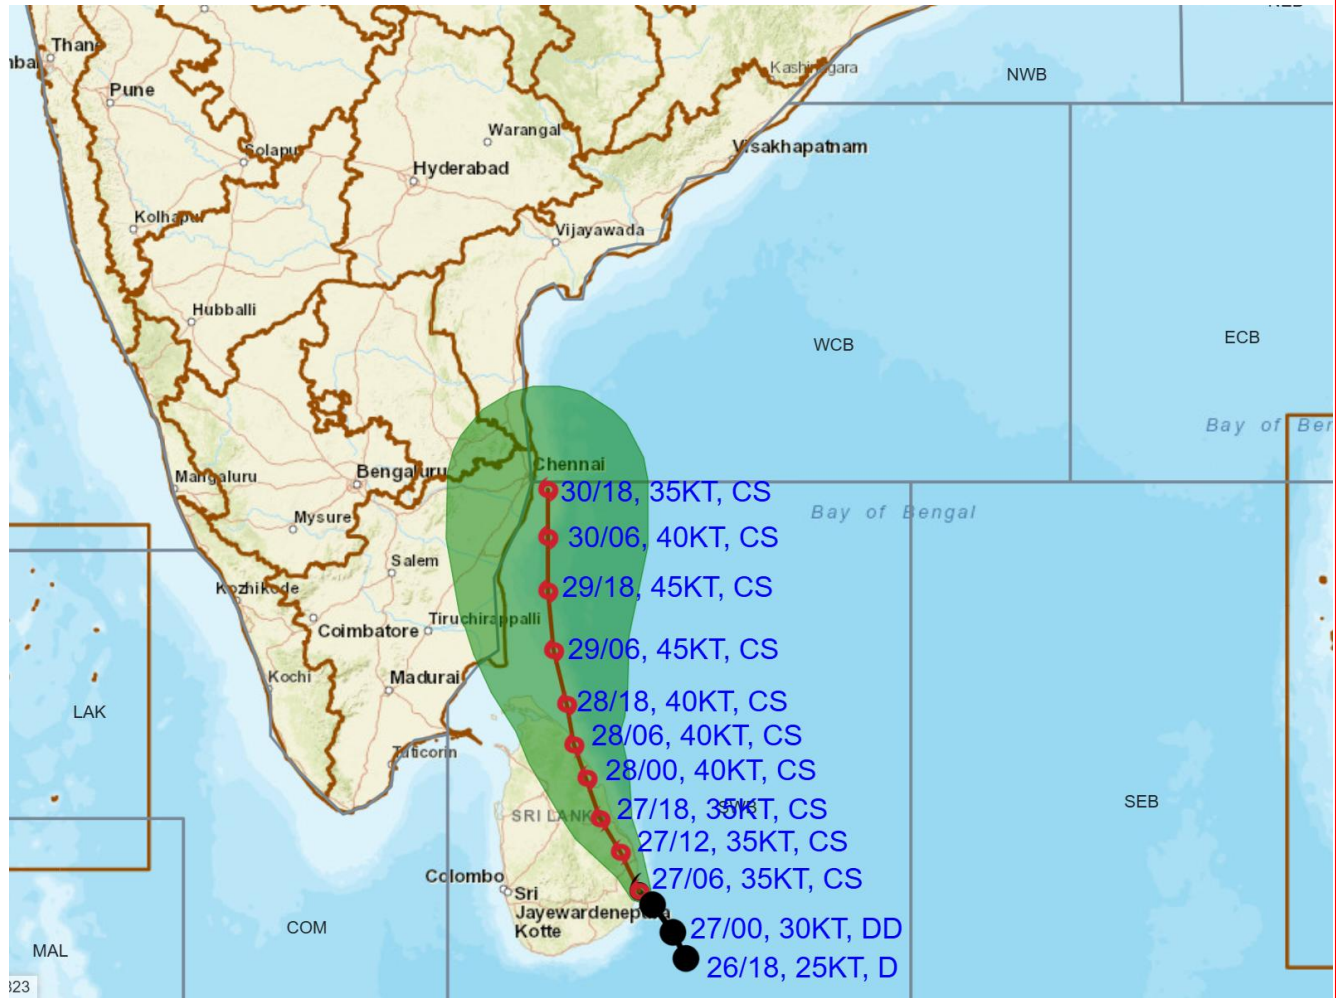 Thane
NWB
Kashinagara
Pune
Warangal
Solapur
Visakhapatnam
Hyderabad
Kolhapur
Vijayawada
Hubballi
WCB
ECB
Bay of Ber
Chennai
Mangaluru
Bengaluru
30/18, 35KT, CS
Bay of Bengal
Mysure
30/06, 40KT, CS
Salem
Kozhikode
29/18, 45KT, CS
Tiruchirappalli
Coimbatore
29/06, 45KT, CS
Kochi
Madurai
28/18, 40KT, CS
LAK
28/06, 40KT, CS
Tuticorin
28/00, 40KT, CS
SWB
SEB
27/18, 35KT, CS
SRI LANKA
27/12, 35KT, CS
Colombo
27/06, 35KT, CS
Sri
Jayewardenepura
Kotte
COM
27/00, 30KT, DD
MAL
26/18, 25KT, D
323